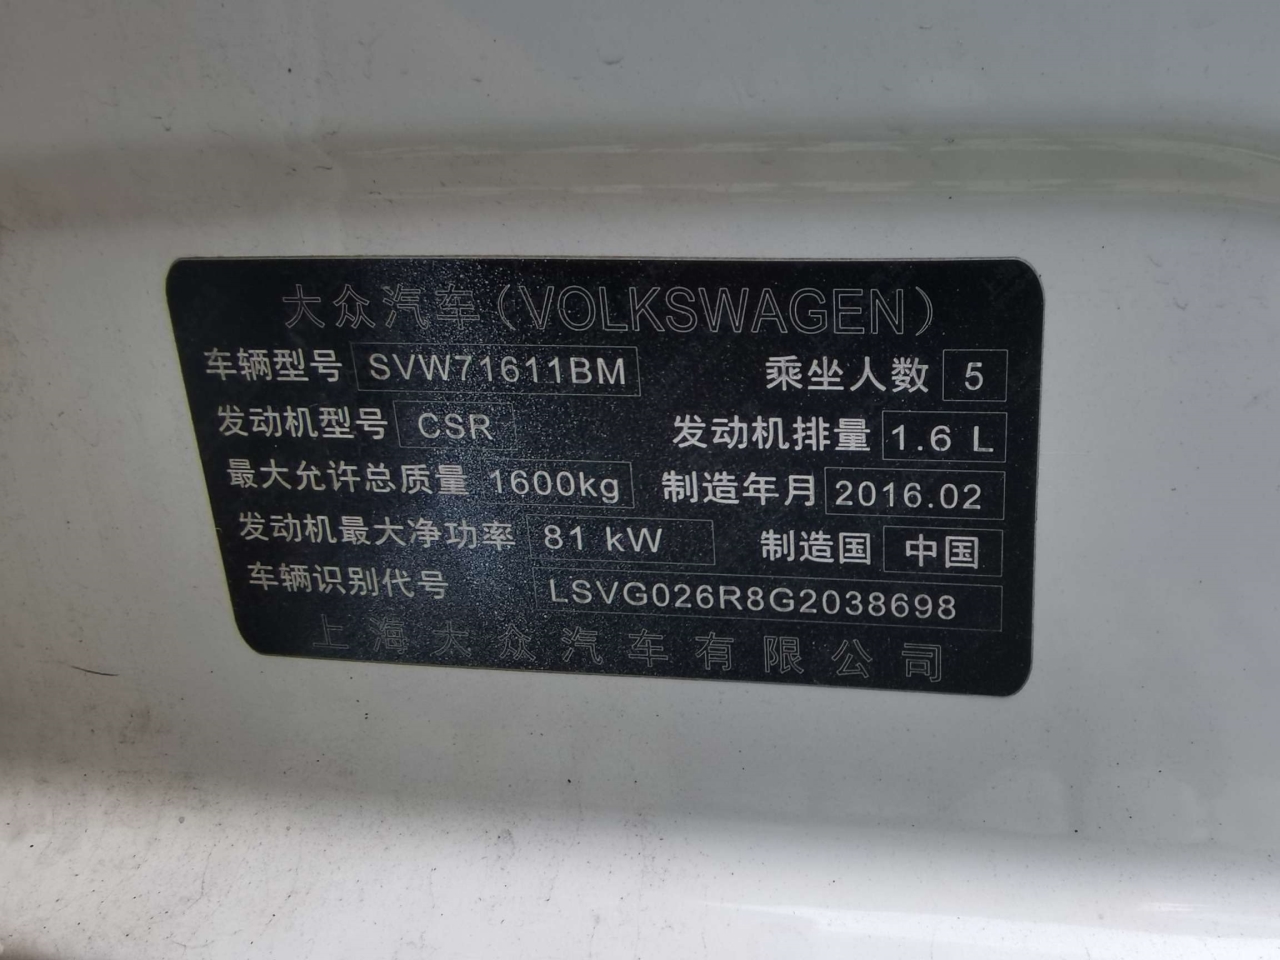 大众汽车(VOLKSWAGEN)
车辆型号 SVW71611BM 乘坐人数 5
发动机型号 CSR 发动机排量 1.6 L
最大允许总质量 1600kg 制造年月 2016.02
发动机最大净功率 81 kW 制造国 中国
车辆识别代号 LSVG026R8G2038698
上海大众汽车有限公司